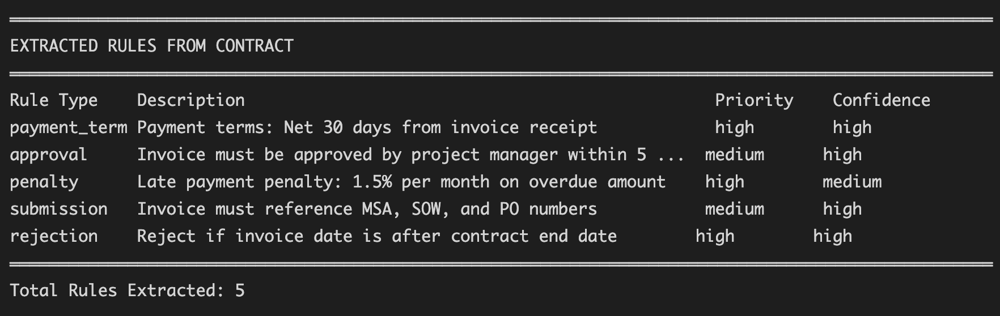 EXTRACTED RULES FROM CONTRACT
Rule Type    Description                                                Priority    Confidence
payment_term Payment terms: Net 30 days from invoice receipt            high        high
approval     Invoice must be approved by project manager within 5 ...  medium      high
penalty      Late payment penalty: 1.5% per month on overdue amount    high        medium
submission   Invoice must reference MSA, SOW, and PO numbers           medium      high
rejection    Reject if invoice date is after contract end date        high        high
Total Rules Extracted: 5